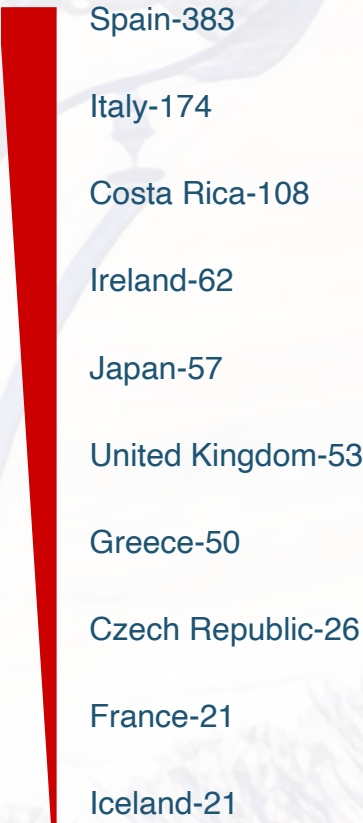 Spain-383
Italy-174
Costa Rica-108
Ireland-62
Japan-57
United Kingdom-53
Greece-50
Czech Republic-26
France-21
Iceland-21